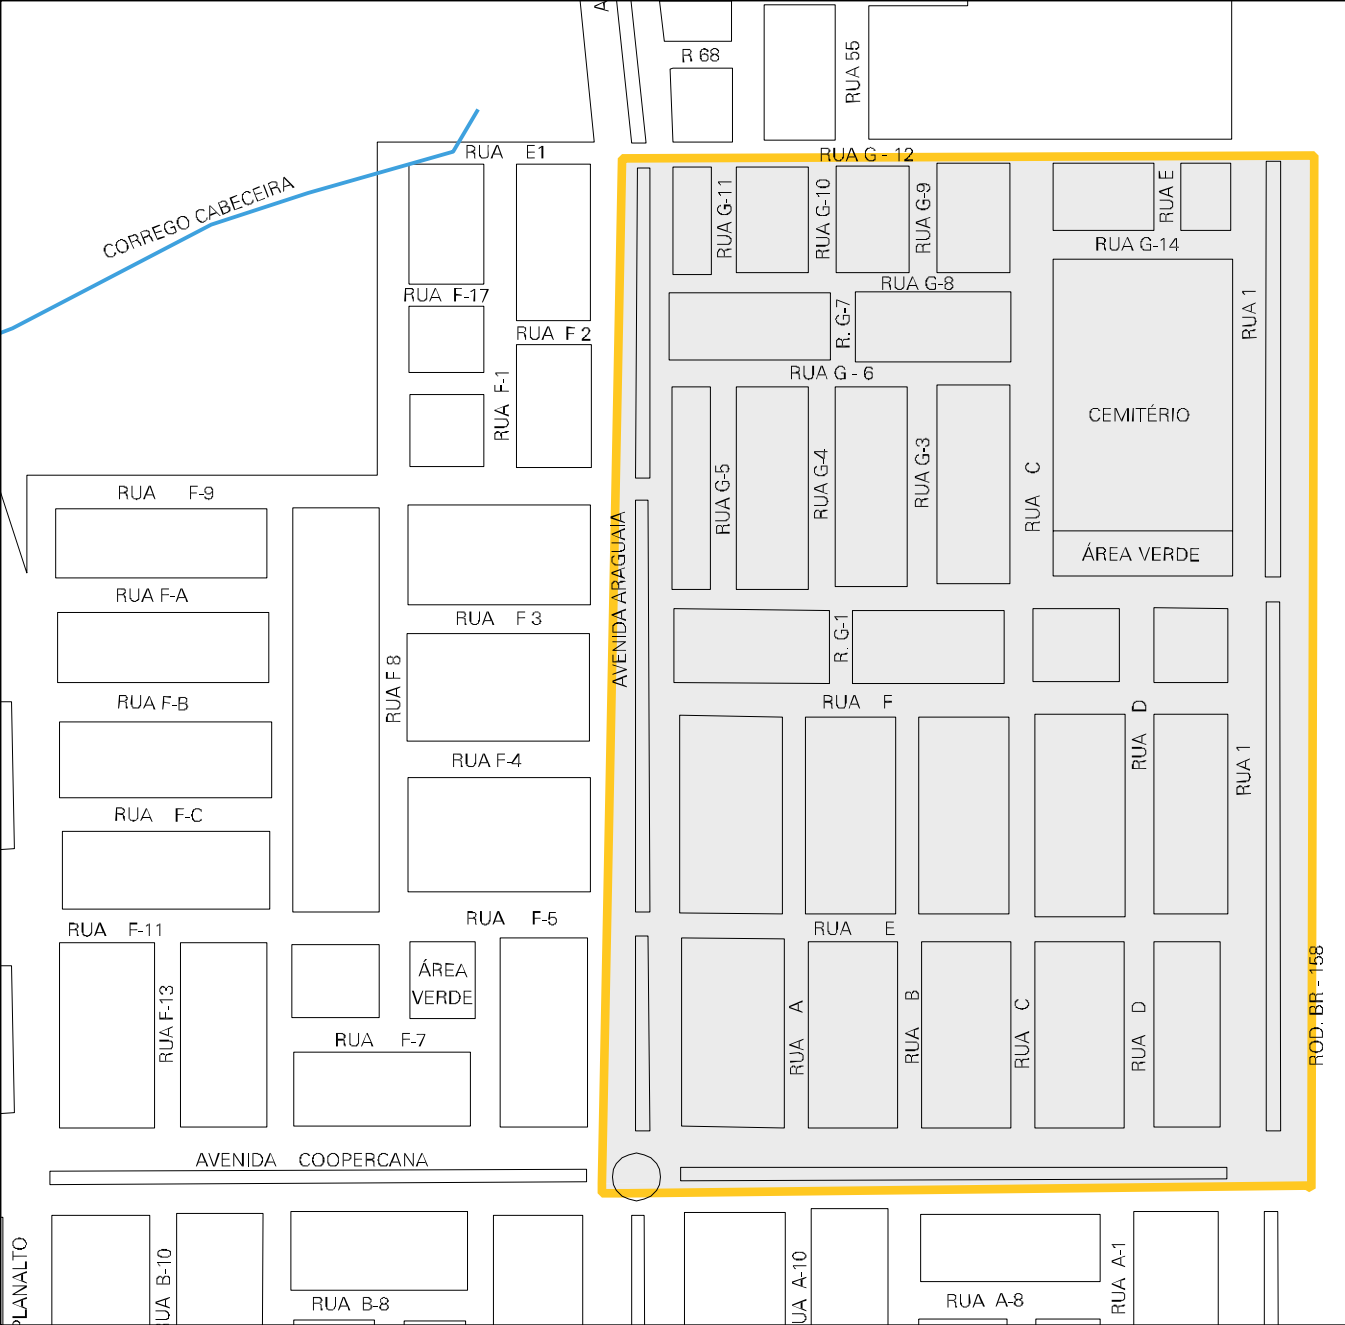 A
R 68
RUA 55
RUA E1
RUA G - 12
CORREGO CABECEIRA
RUA G-11
RUA G-10
RUA G-9
RUA E
RUA G-14
RUA G-8
RUA F-17
RUA F 2
R. G-7
RUA 1
RUA G - 6
RUA F-1
CEMITÉRIO
RUA G-5
RUA G-4
RUA G-3
RUA C
RUA F-9
ÁREA VERDE
AVENIDA ARAGUAIA
RUA F-A
RUA F 3
R. G-1
RUA F 8
RUA F-B
RUA F
RUA D
RUA F-4
RUA 1
RUA F-C
RUA F-5
RUA F-11
RUA E
ÁREA
VERDE
RUA F-13
RUA A
RUA B
RUA C
RUA D
ROD. BR - 158
RUA F-7
AVENIDA COOPERCANA
PLANALTO
UA B-10
RUA B-8
UA A-10
RUA A-8
RUA A-1